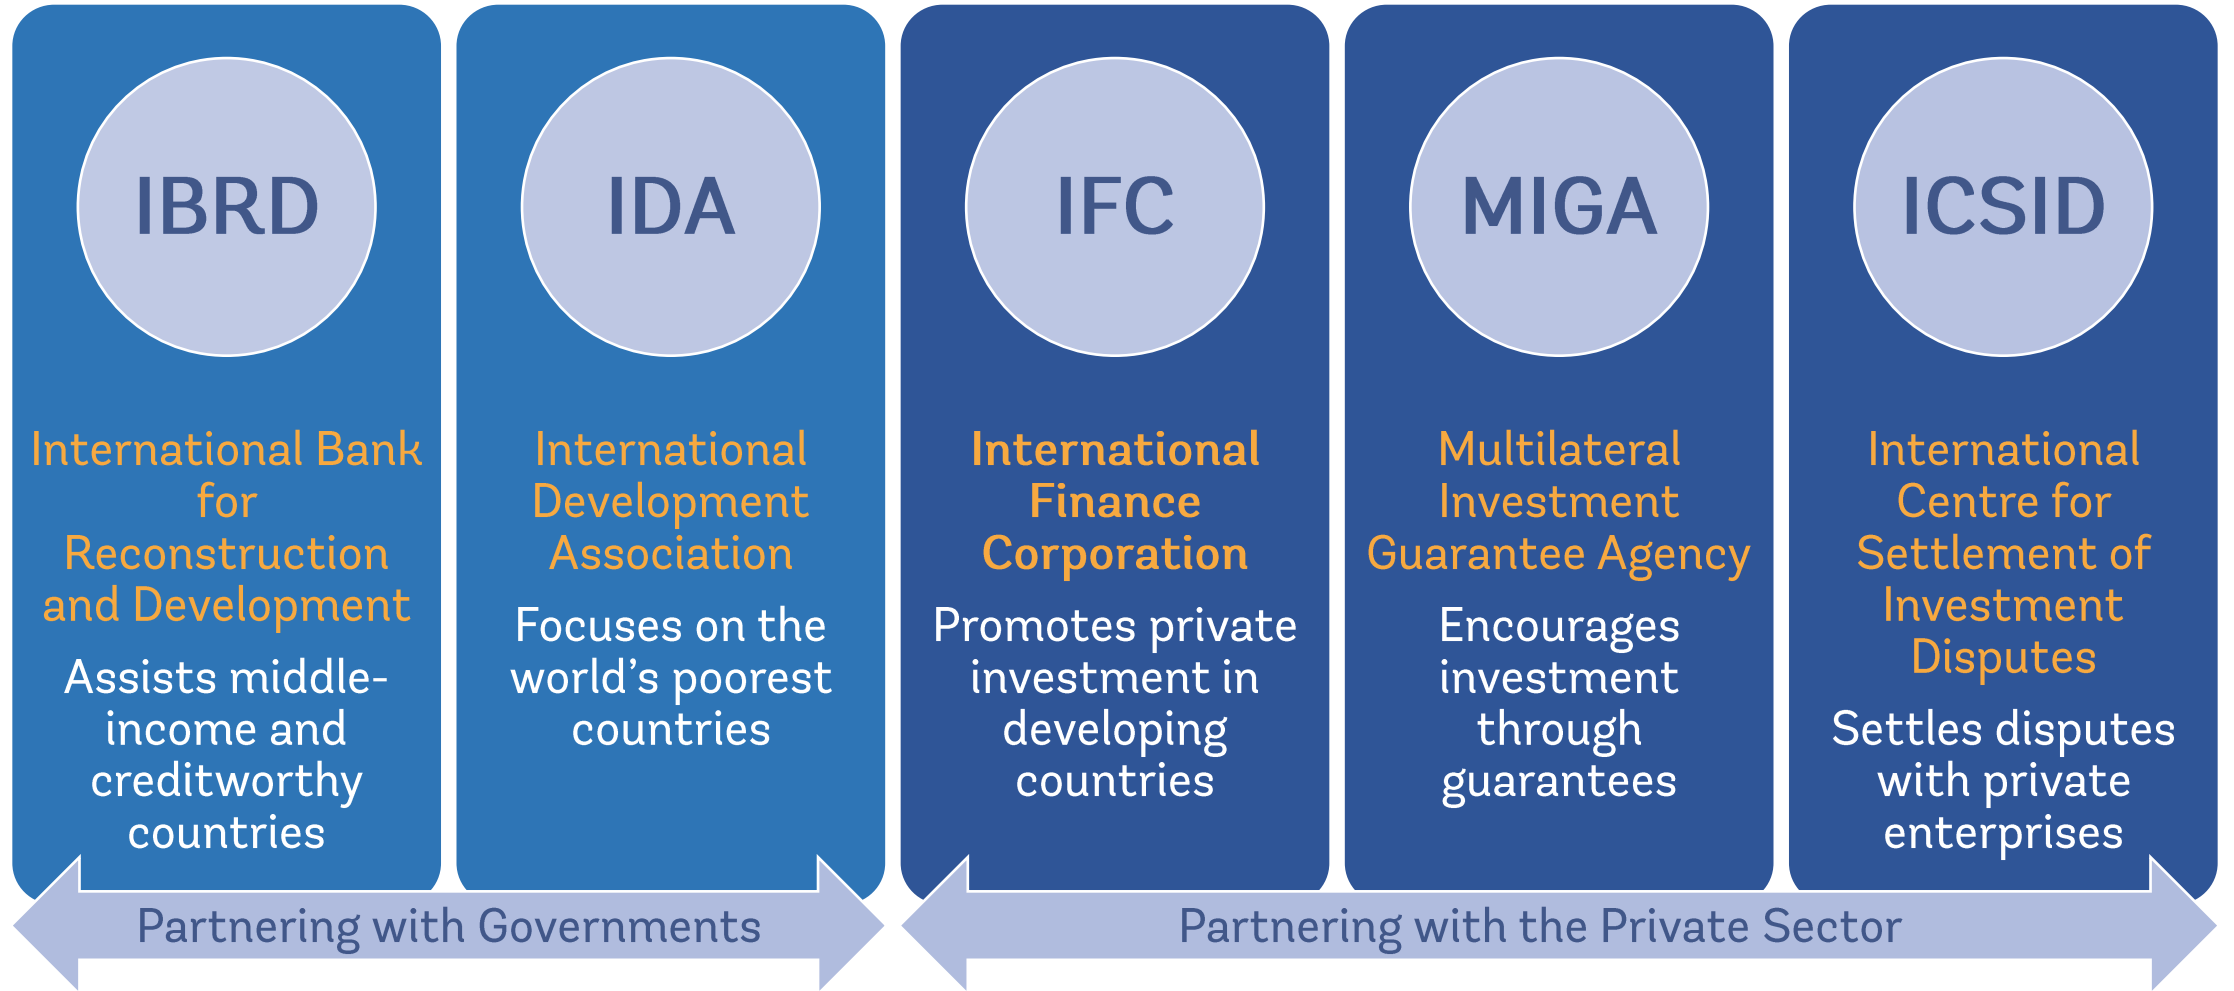 IBRD
International Bank
for
Reconstruction
and Development
Assists middle-
income and
creditworthy
countries
IDA
International
Development
Association
Focuses on the
world’s poorest
countries
IFC
International
Finance
Corporation
Promotes private
investment in
developing
countries
MIGA
Multilateral
Investment
Guarantee Agency
Encourages
investment
through
guarantees
ICSID
International
Centre for
Settlement of
Investment
Disputes
Settles disputes
with private
enterprises
Partnering with Governments
Partnering with the Private Sector